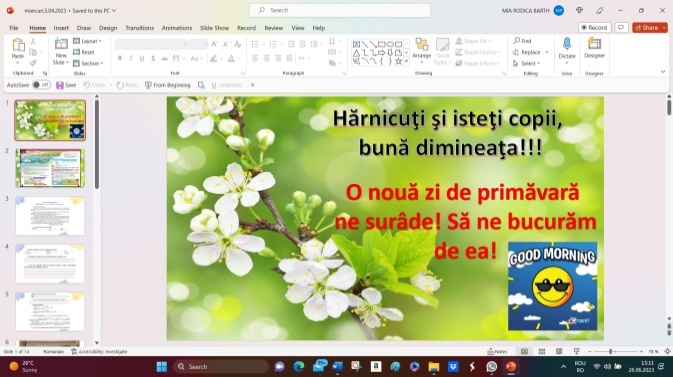 miercuri,5.04,2023 • Saved to this PC
Search
MIA RODICA BARTH
File Home Insert Draw Design Transitions Animations Slide Show Record Review View Help
Record
Share
Paste
New
Slide
Layout
Reset
Section
Arrange
Quick
Styles
Shape Fill
Shape Outline
Shape Effects
Find
Replace
Select
Dictate
Designer
Clipboard Slides Font Paragraph Drawing Editing Voice Designer
AutoSave Off Save Undo Redo From Beginning Underline
1
2
3
4
5
6
Hărnicuţi şi isteţi copii,
bună dimineaţa!!!
O nouă zi de primăvară
ne surâde! Să ne bucurăm
de ea!
GOOD MORNING
Slide 1 of 14 Romanian Accessibility: Investigate
Notes
78 %
26°C
Sunny
Search
ROU
RO
15:11
26.06.2023